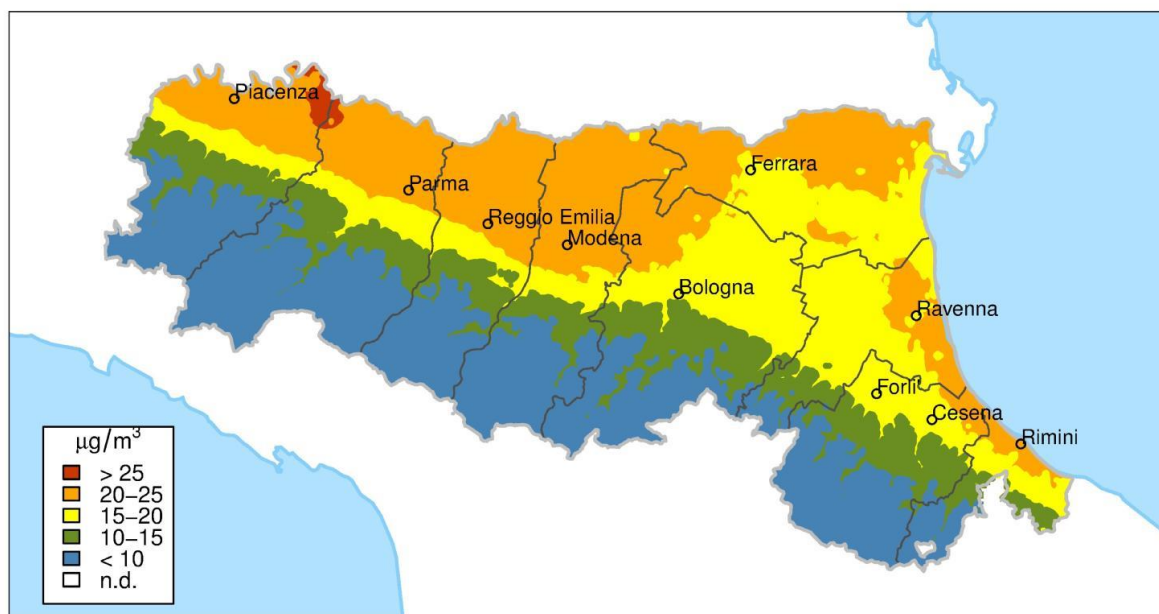 Piacenza
Parma
Reggio Emilia
Modena
Ferrara
Bologna
Ravenna
Forlì
Cesena
Rimini
μg/m³
> 25
20−25
15−20
10−15
< 10
n.d.